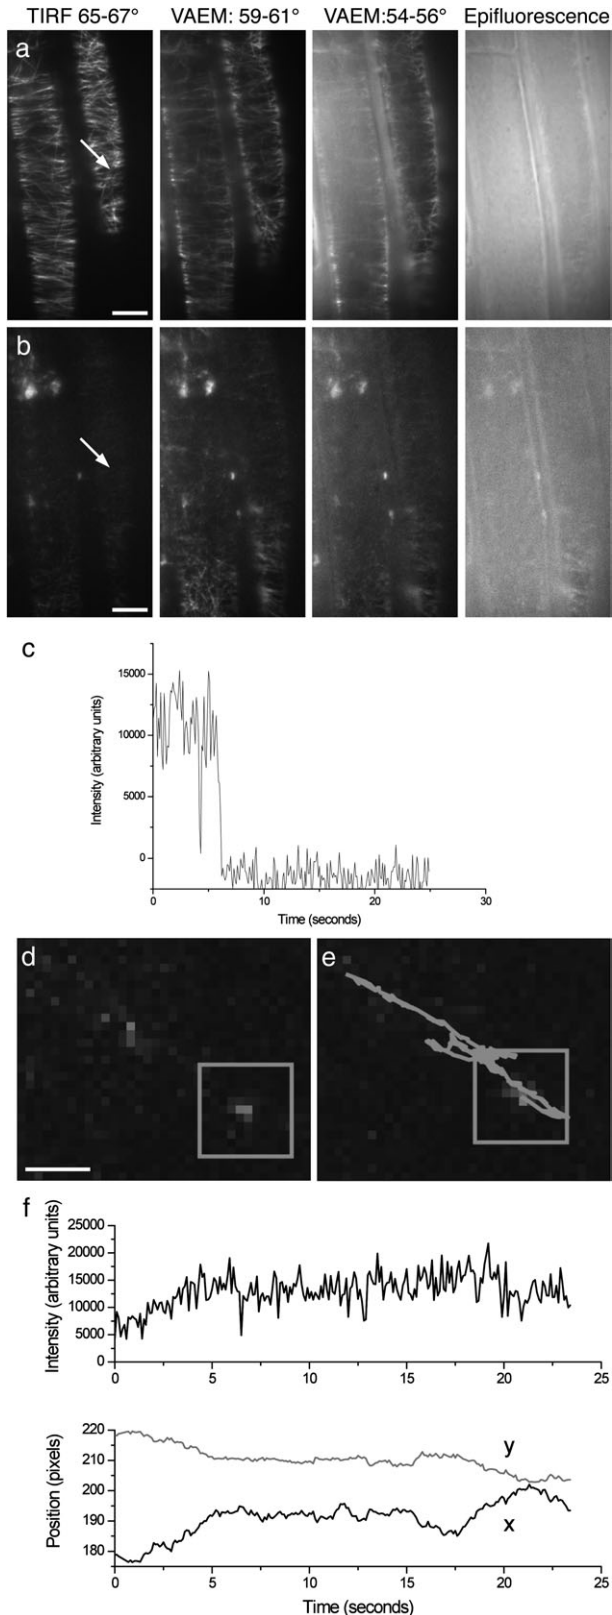 TIRF 65-67° VAEM: 59-61° VAEM:54-56° Epifluorescence
a
b
c
15000
10000
5000
0
Intensity (arbitrary units)
0 10 20 30
Time (seconds)
d e
f
25000
20000
15000
10000
5000
0
Intensity (arbitrary units)
0 5 10 15 20 25
220
210
200
190
180
Position (pixels)
y
x
0 5 10 15 20 25
Time (seconds)